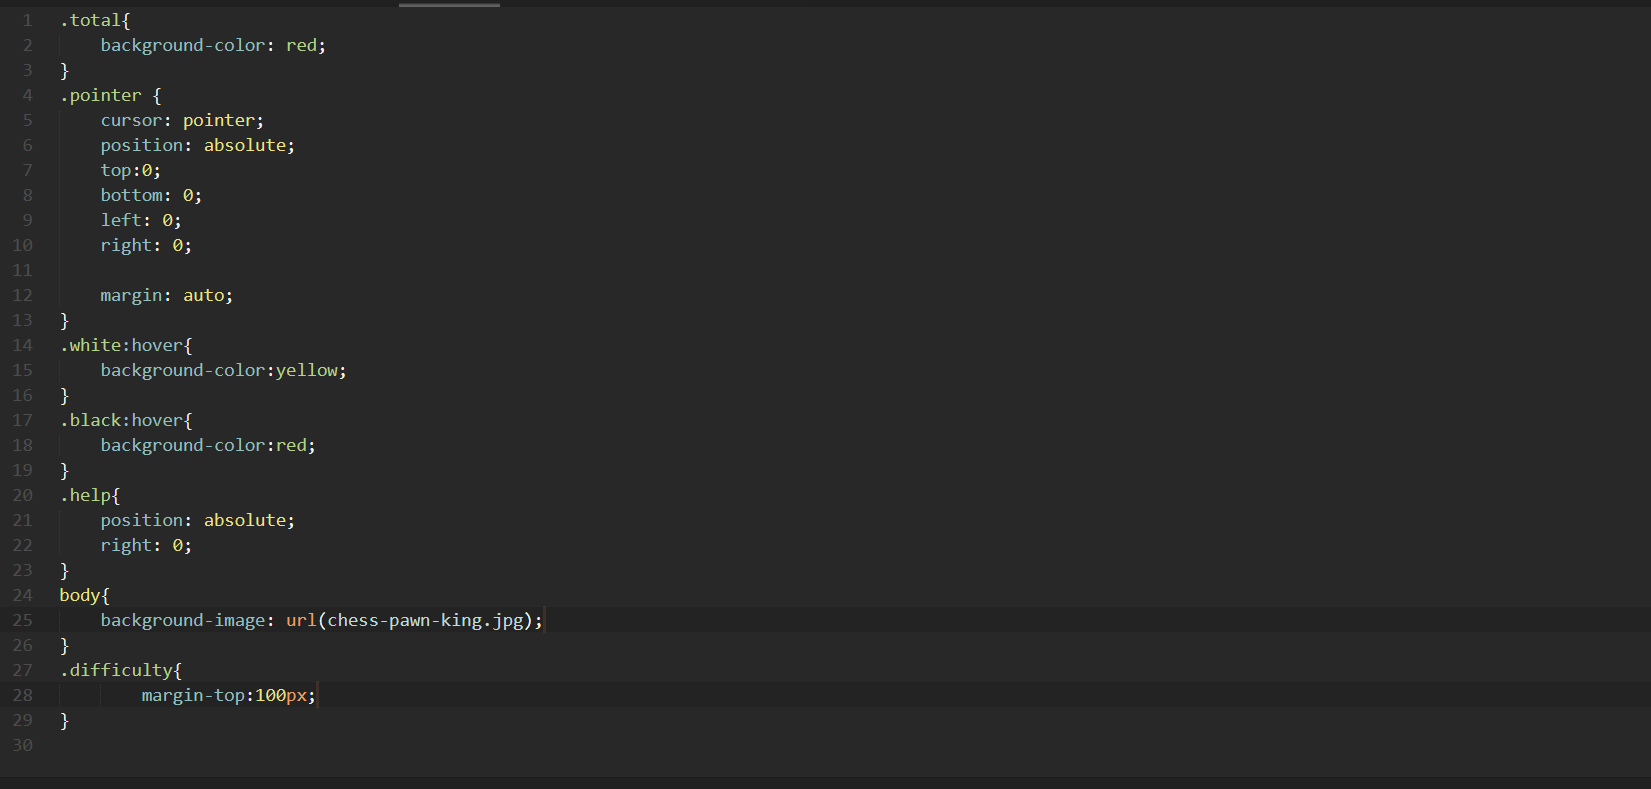 1 .total{
2 background-color: red;
3 }
4 .pointer {
5 cursor: pointer;
6 position: absolute;
7 top:0;
8 bottom: 0;
9 left: 0;
10 right: 0;
11
12 margin: auto;
13 }
14 .white:hover{
15 background-color:yellow;
16 }
17 .black:hover{
18 background-color:red;
19 }
20 .help{
21 position: absolute;
22 right: 0;
23 }
24 body{
25 background-image: url(chess-pawn-king.jpg);
26 }
27 .difficulty{
28 margin-top:100px;
29 }
30